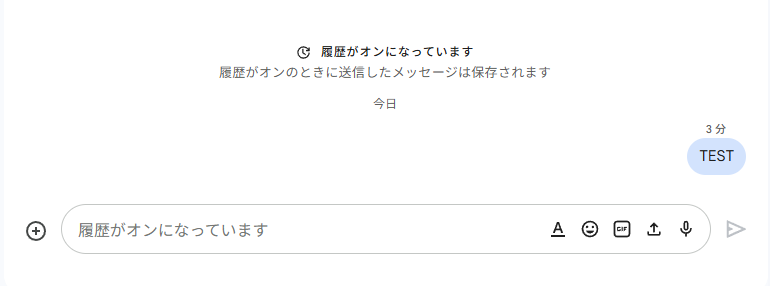 履歴がオンになっています
履歴がオンのときに送信したメッセージは保存されます
今日
3 分
TEST
履歴がオンになっています
A
GIF